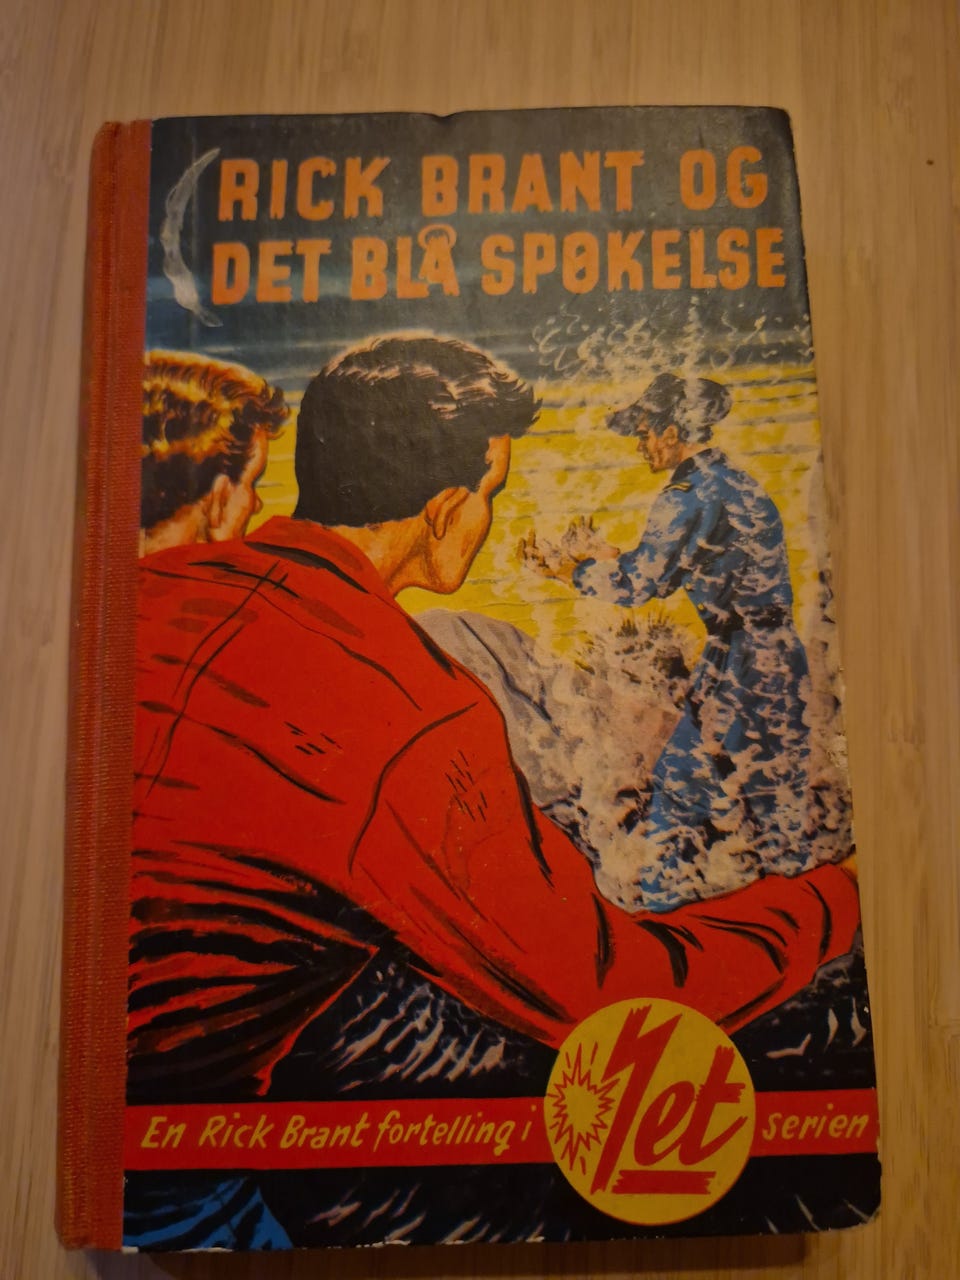 RICK BRANT OG
DET BLÅ SPØKELSE
En Rick Brant fortelling i Jet serien